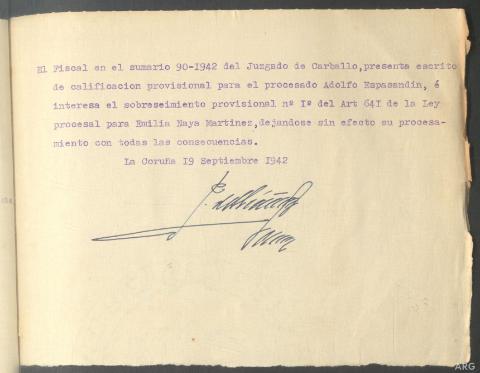 El Fiscal en el sumario 90-1942 del Juzgado de Carballo,presenta escrito
de calificacion provisional para el procesado Adolfo Espasandin, é
interesa el sobreseimiento provisional nº Iº del Art 64I de la Ley
procesal para Emilia Naya Martinez,dejandose sin efecto su procesa-
miento con todas las consecuencias.
La Coruña 19 Septiembre 1942
ARG